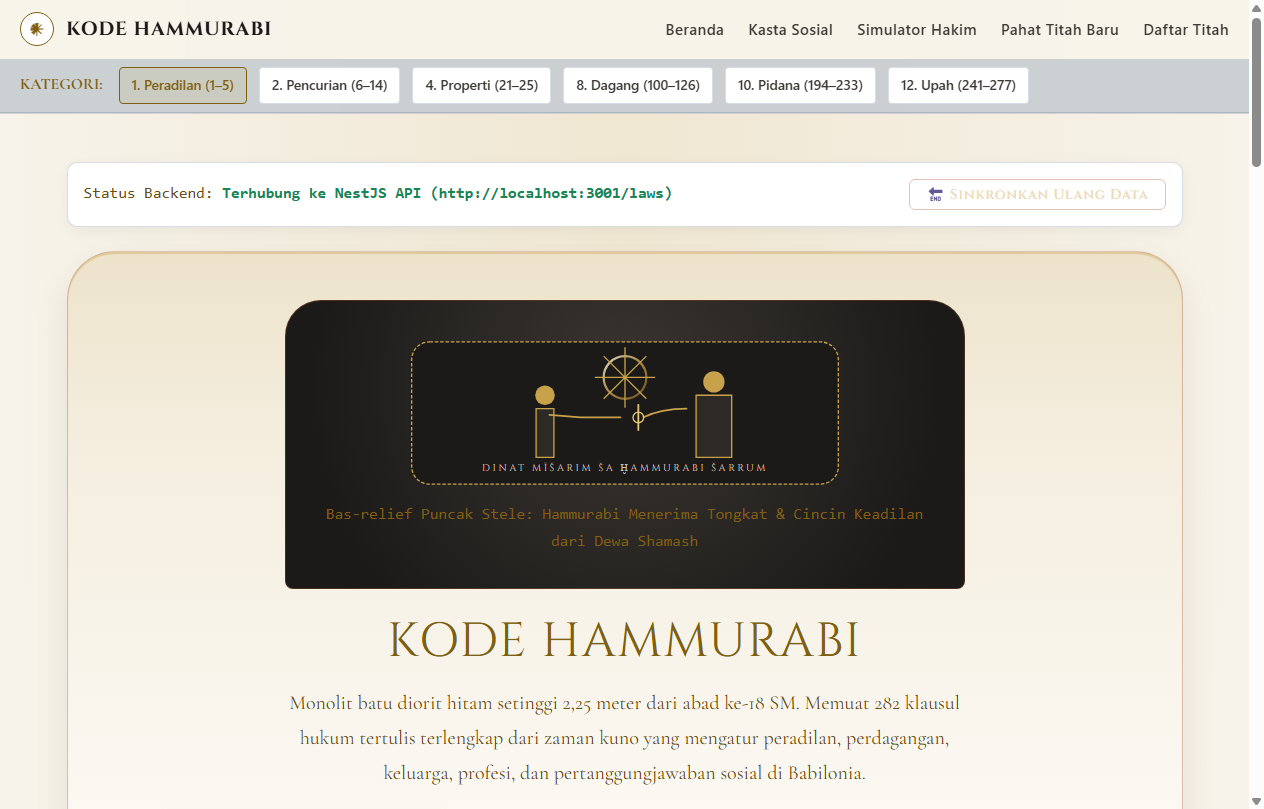 KODE HAMMURABI
Beranda Kasta Sosial Simulator Hakim Pahat Titah Baru Daftar Titah
KATEGORI: 1. Peradilan (1–5) 2. Pencurian (6–14) 4. Properti (21–25) 8. Dagang (100–126) 10. Pidana (194–233) 12. Upah (241–277)
Status Backend: Terhubung ke NestJS API (http://localhost:3001/laws)
🔚 Sinkronkan Ulang Data
DINAT MĪŠARIM ŠA ḪAMMURABI ŠARRUM
Bas-relief Puncak Stele: Hammurabi Menerima Tongkat & Cincin Keadilan
dari Dewa Shamash
KODE HAMMURABI
Monolit batu diorit hitam setinggi 2,25 meter dari abad ke-18 SM. Memuat 282 klausul
hukum tertulis terlengkap dari zaman kuno yang mengatur peradilan, perdagangan,
keluarga, profesi, dan pertanggungjawaban sosial di Babilonia.